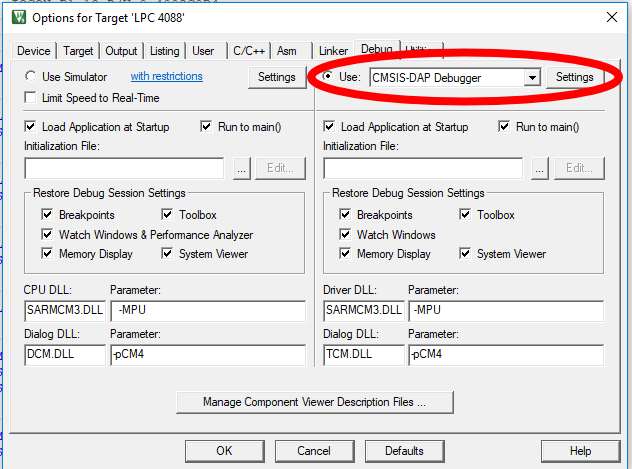 Options for Target 'LPC 4088'
Device Target Output Listing User C/C++ Asm Linker Debug
Use Simulator with restrictions Settings Use: CMSIS-DAP Debugger Settings
Limit Speed to Real-Time
Load Application at Startup Run to main() Load Application at Startup Run to main()
Initialization File: Initialization File:
... Edit... ... Edit...
Restore Debug Session Settings Restore Debug Session Settings
Breakpoints Toolbox Breakpoints Toolbox
Watch Windows & Performance Analyzer Watch Windows
Memory Display System Viewer Memory Display System Viewer
CPU DLL: Parameter: Driver DLL: Parameter:
SARMCM3.DLL -MPU SARMCM3.DLL -MPU
Dialog DLL: Parameter: Dialog DLL: Parameter:
DCM.DLL -pCM4 TCM.DLL -pCM4
Manage Component Viewer Description Files ...
OK Cancel Defaults Help